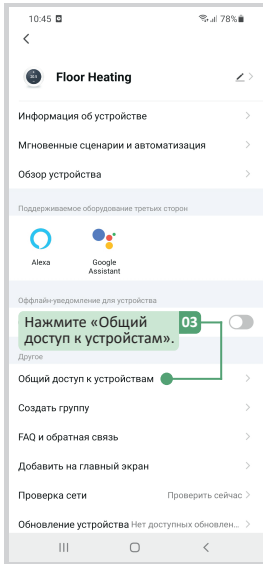 10:45 78%
Floor Heating
Информация об устройстве
Мгновенные сценарии и автоматизация
Обзор устройства
Поддерживаемое оборудование третьих сторон
Alexa
Google
Assistant
Оффлайн-уведомление для устройства
Нажмите «Общий 03
доступ к устройстам».
Другое
Общий доступ к устройствам
Создать группу
FAQ и обратная связь
Добавить на главный экран
Проверка сети Проверить сейчас
Обновление устройства Нет доступных обновлен...